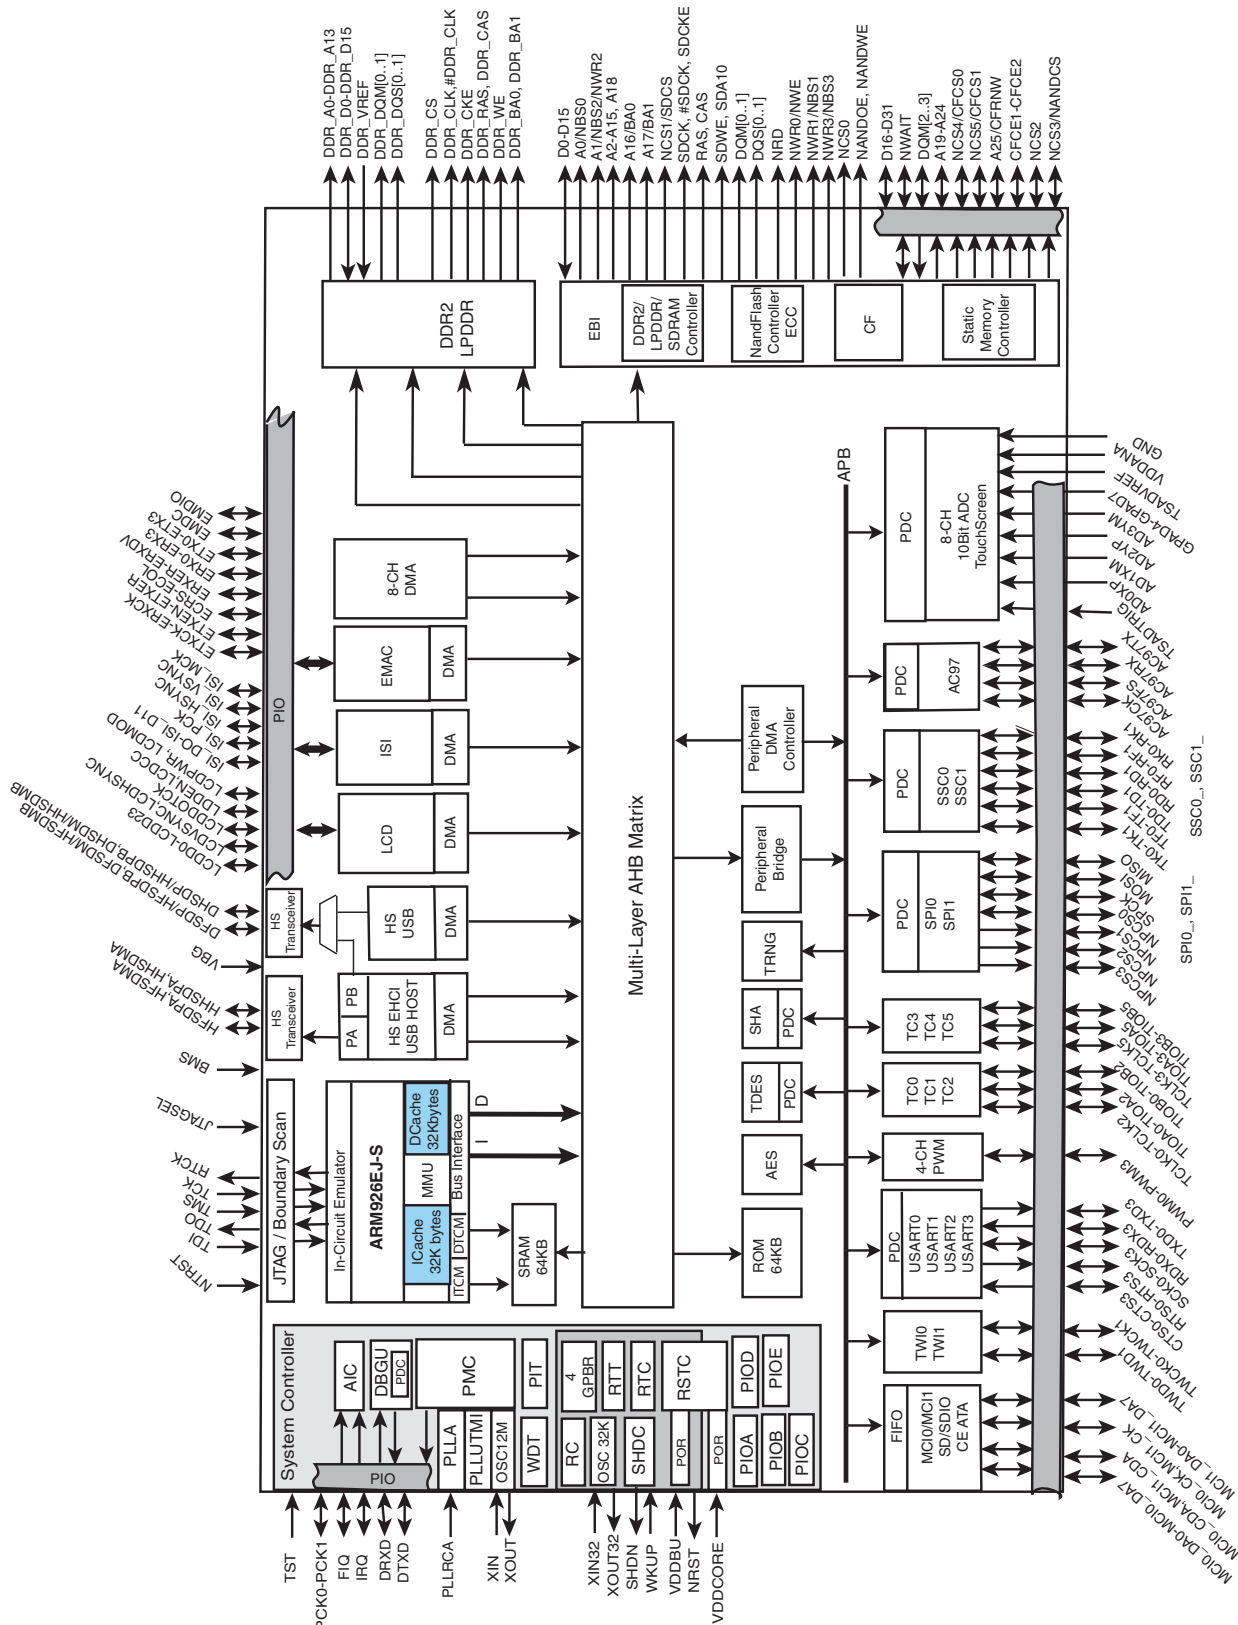 TST
PCK0-PCK1
FIQ
IRQ
DRXD
DTXD
PLLRCA
XIN
XOUT
XIN32
XOUT32
SHDN
WKUP
VDDBU
NRST
VDDCORE
System Controller
PIO
AIC
DBGU
PDC
PMC
PLLA
PLLUTMI
OSC12M
WDT
PIT
RC
4
GPBR
OSC 32K
RTT
SHDC
RTC
POR
RSTC
POR
PIOA
PIOD
PIOB
PIOE
PIOC
NTRST
TDI
TDO
TMS
TCK
RTCK
JTAGSEL
BMS
JTAG / Boundary Scan
In-Circuit Emulator
ARM926EJ-S
ICache
32K bytes
MMU
DCache
32Kbytes
ITCM
DTCM
Bus Interface
I
D
SRAM
64KB
HFSDPA,HFSDMA
HHSDPA,HHSDMA
VBG
DFSDP/HFSDPB,DFSDM/HFSDMB
DHSDP/HHSDPB,DHSDM/HHSDMB
HS
Transceiver
HS
Transceiver
PA
PB
HS EHCI
USB HOST
DMA
HS
USB
DMA
LCDD0-LCDD23
LCDVSYNC,LCDHSYNC
LCDDOTCK
LDDEN,LCDCC
LCDPWR, LCDMOD
ISI_DO-ISI_D11
ISI_PCK
ISI_HSYNC
ISI_VSYNC
ISI_MCK
ETXCK-ERXCK
ETXEN-ETXER
ECRS-ECOL
ERXER-ERXDV
ERX0-ERX3
ETX0-ETX3
EMDC
EMDIO
PIO
LCD
DMA
ISI
DMA
EMAC
DMA
8-CH
DMA
Multi-Layer AHB Matrix
DDR2
LPDDR
DDR_A0-DDR_A13
DDR_D0-DDR_D15
DDR_VREF
DDR_DQM[0..1]
DDR_DQS[0..1]
DDR_CS
DDR_CLK,#DDR_CLK
DDR_CKE
DDR_RAS, DDR_CAS
DDR_WE
DDR_BA0, DDR_BA1
EBI
DDR2/
LPDDR/
SDRAM
Controller
NandFlash
Controller
ECC
CF
Static
Memory
Controller
D0-D15
A0/NBS0
A1/NBS2/NWR2
A2-A15, A18
A16/BA0
A17/BA1
NCS1/SDCS
SDCK, #SDCK, SDCKE
RAS, CAS
SDWE, SDA10
DQM[0..1]
DQS[0..1]
NRD
NWR0/NWE
NWR1/NBS1
NWR3/NBS3
NCS0
NANDOE, NANDWE
D16-D31
NWAIT
DQM[2..3]
A19-A24
NCS4/CFCS0
NCS5/CFCS1
A25/CFRNW
CFCE1-CFCE2
NCS2
NCS3/NANDCS
ROM
64KB
AES
TDES
PDC
SHA
PDC
TRNG
Peripheral
Bridge
Peripheral
DMA
Controller
APB
FIFO
MCI0/MCI1
SD/SDIO
CE ATA
TWI0
TWI1
PDC
USART0
USART1
USART2
USART3
4-CH
PWM
TC0
TC1
TC2
TC3
TC4
TC5
PDC
SPI0
SPI1
PDC
SSC0
SSC1
PDC
AC97
PDC
8-CH
10Bit ADC
TouchScreen
MCI0_DA0-MCI0_DA7
MCI0_CDA,MCI1_CDA
MCI0_CK,MCI1_CK
MCI1_DA0-MCI1_DA7
TWD0-TWD1
TWCK0-TWCK1
CTS0-CTS3
RTS0-RTS3
SCK0-SCK3
RDX0-RDX3
TXD0-TXD3
PWM0-PWM3
TCLK0-TCLK2
TIOA0-TIOA2
TIOB0-TIOB2
TCLK3-TCLK5
TIOA3-TIOA5
TIOB3-TIOB5
NPCS3
NPCS2
NPCS1
NPCS0
SPCK
MOSI
MISO
SPI0_, SPI1_
TK0-TK1
TF0-TF1
TD0-TD1
RD0-RD1
RF0-RF1
RK0-RK1
SSC0_, SSC1_
AC97CK
AC97FS
AC97RX
AC97TX
TSADTRIG
AD0XP
AD1XM
AD2YP
AD3YM
GPAD4-GPAD7
TSADVREF
VDDANA
GND